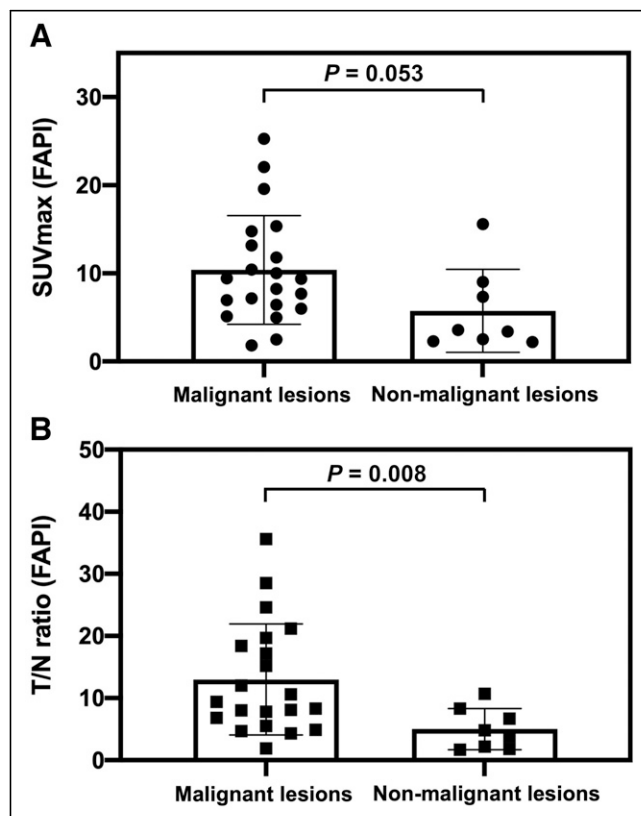 A
P = 0.053
SUVmax (FAPI)
30
20
10
0
Malignant lesions Non-malignant lesions
B
P = 0.008
T/N ratio (FAPI)
50
40
30
20
10
0
Malignant lesions Non-malignant lesions